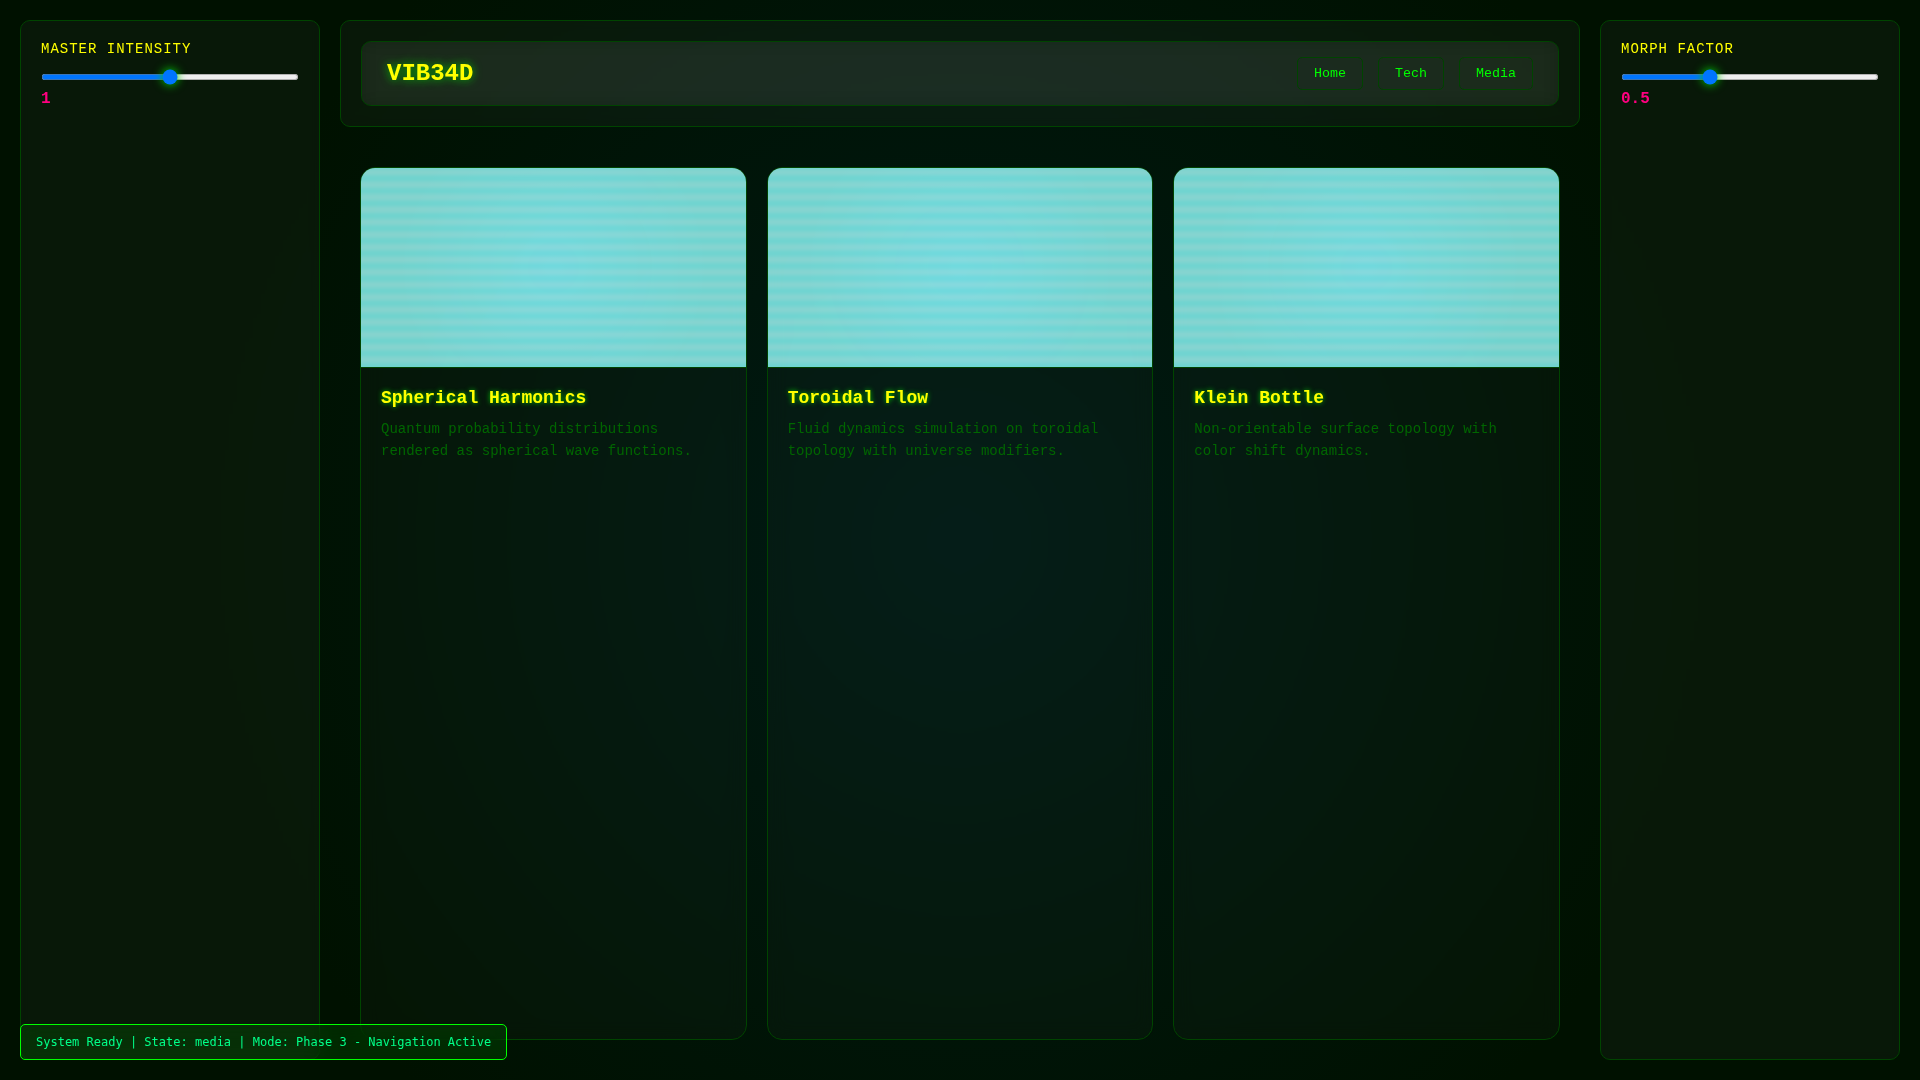 MASTER INTENSITY
1
VIB34D
Home Tech Media
MORPH FACTOR
0.5
Spherical Harmonics
Quantum probability distributions
rendered as spherical wave functions.
Toroidal Flow
Fluid dynamics simulation on toroidal
topology with universe modifiers.
Klein Bottle
Non-orientable surface topology with
color shift dynamics.
System Ready | State: media | Mode: Phase 3 - Navigation Active